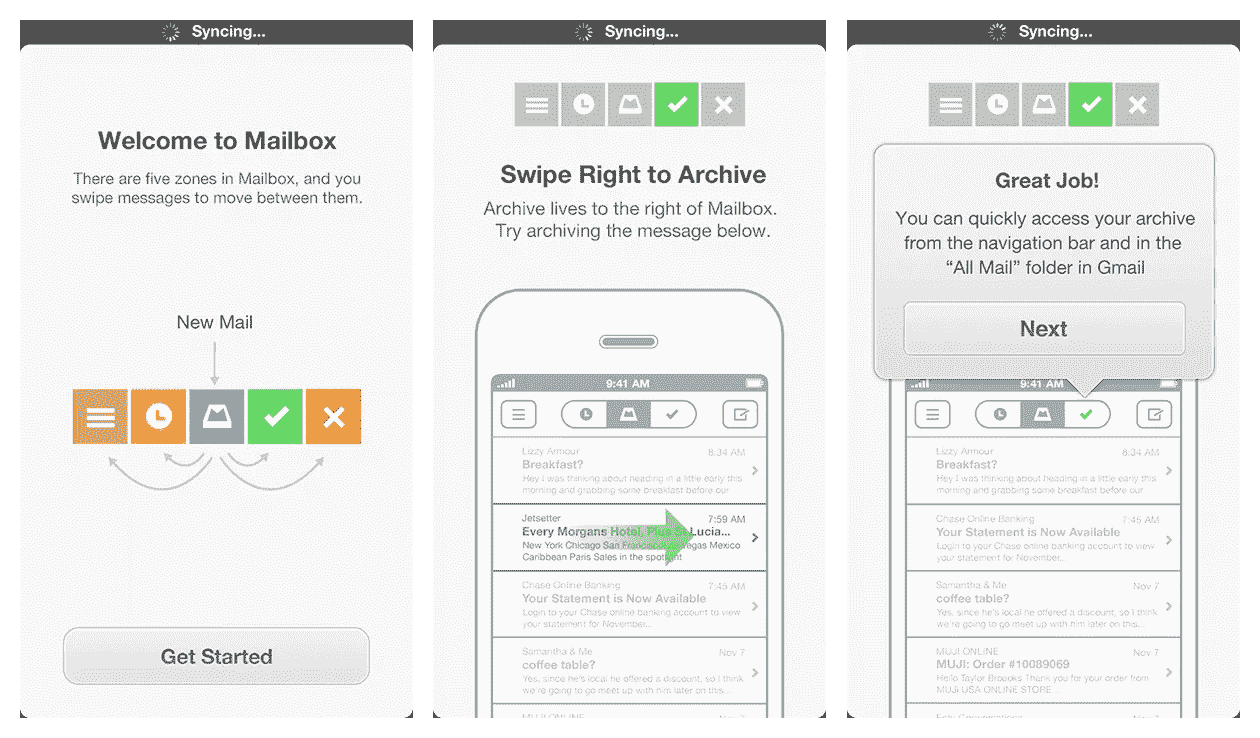 Syncing...
Welcome to Mailbox
There are five zones in Mailbox, and you
swipe messages to move between them.
New Mail
Get Started
Syncing...
Swipe Right to Archive
Archive lives to the right of Mailbox.
Try archiving the message below.
9:41 AM
Lizzy Armour 8:34 AM
Breakfast?
Hey I was thinking about heading in a little early this
morning and grabbing some breakfast before our
Jetsetter 7:59 AM
Every Morgans Hotel, Plus St Lucia...
New York Chicago San Francisco Vegas Mexico
Caribbean Paris Sales in the spotlight
Chase Online Banking 7:45 AM
Your Statement is Now Available
Login to your Chase online banking account to view
your statement for November...
Samantha & Me Nov 7
coffee table?
Yes, since he's local he offered a discount, so I think
we're going to go meet up with him later on this...
MUJI ONLINE Nov 7
Syncing...
Great Job!
You can quickly access your archive
from the navigation bar and in the
“All Mail” folder in Gmail
Next
9:41 AM
Lizzy Armour 8:34 AM
Breakfast?
Hey I was thinking about heading in a little early this
morning and grabbing some breakfast before our
Chase Online Banking 7:45 AM
Your Statement is Now Available
Login to your Chase online banking account to view
your statement for November...
Samantha & Me Nov 7
coffee table?
Yes, since he's local he offered a discount, so I think
we're going to go meet up with him later on this...
MUJI ONLINE Nov 7
MUJI: Order #10089069
Hello Taylor Broooks Thank you for your order from
MUJI USA ONLINE STORE...
Nov 7